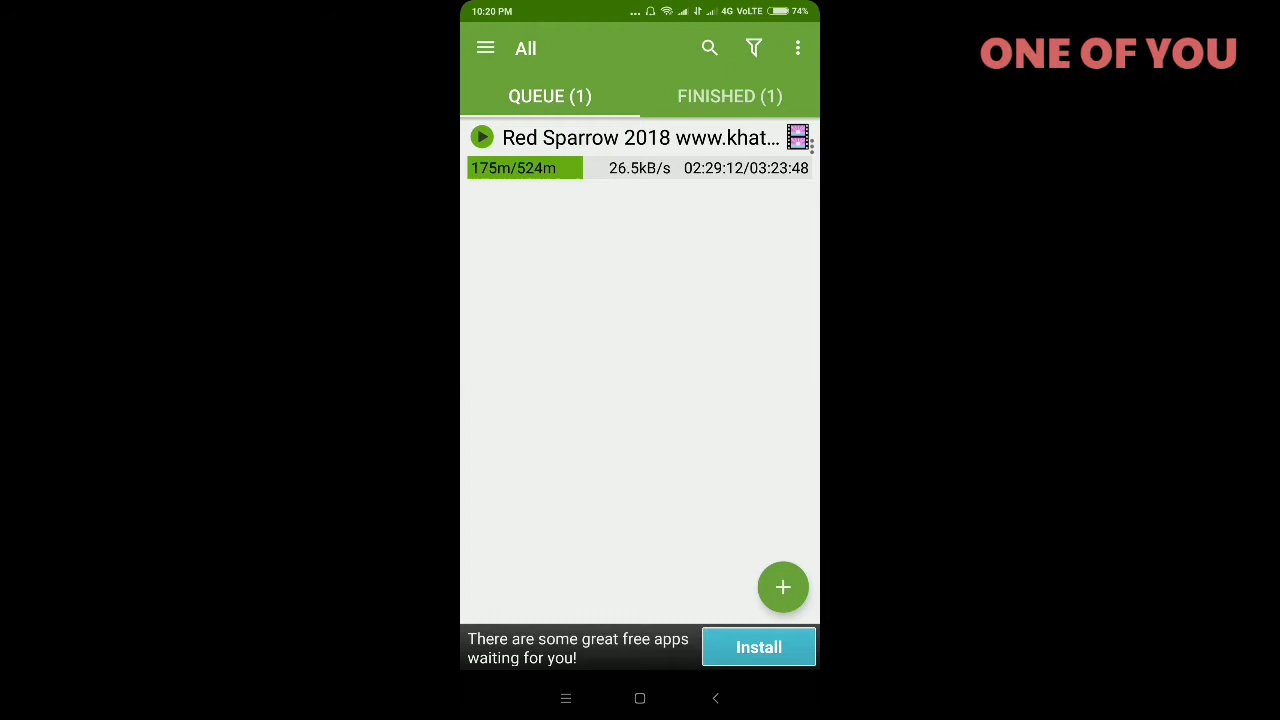 10:20 PM ... 4G VoLTE 74%
ONE OF YOU
All
QUEUE (1) FINISHED (1)
Red Sparrow 2018 www.khat...
175m/524m 26.5kB/s 02:29:12/03:23:48
There are some great free apps
waiting for you!
Install